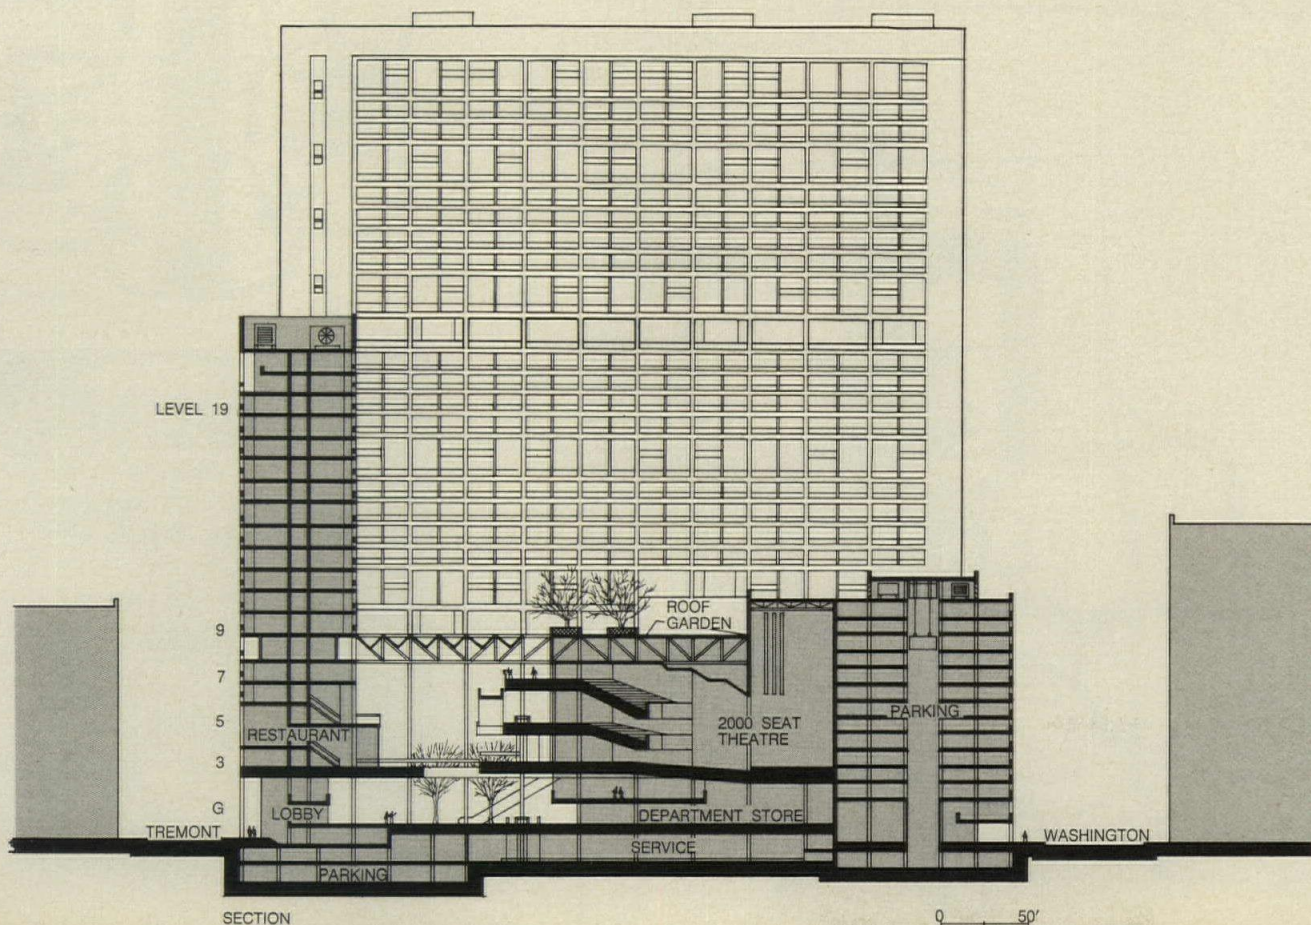 LEVEL 19
9
ROOF
GARDEN
7
PARKING
5
2000 SEAT
THEATRE
RESTAURANT
3
G
LOBBY
DEPARTMENT STORE
TREMONT
WASHINGTON
SERVICE
PARKING
SECTION
0 50'